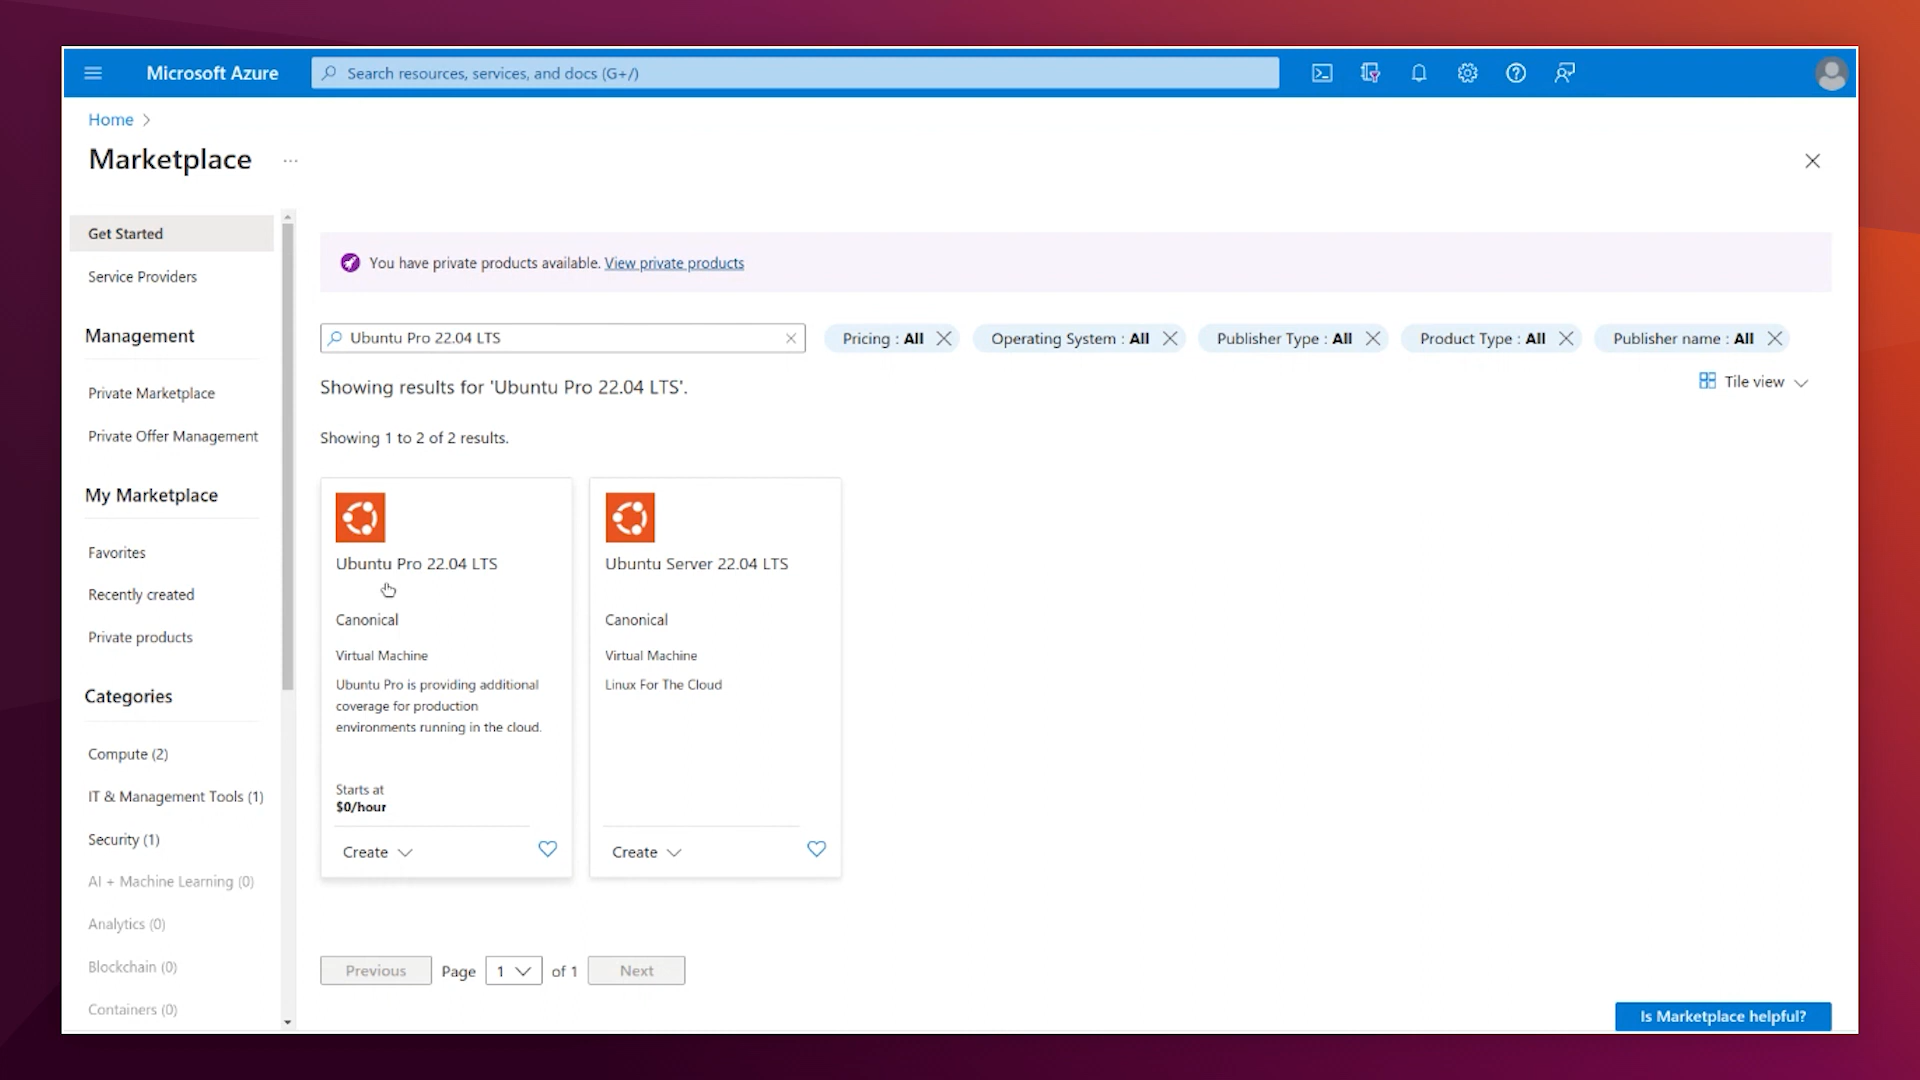 Microsoft Azure
Search resources, services, and docs (G+/)
Home
Marketplace
Get Started
Service Providers
Management
Private Marketplace
Private Offer Management
My Marketplace
Favorites
Recently created
Private products
Categories
Compute (2)
IT & Management Tools (1)
Security (1)
AI + Machine Learning (0)
Analytics (0)
Blockchain (0)
Containers (0)
You have private products available. View private products
Ubuntu Pro 22.04 LTS
Pricing : All
Operating System : All
Publisher Type : All
Product Type : All
Publisher name : All
Showing results for 'Ubuntu Pro 22.04 LTS'.
Tile view
Showing 1 to 2 of 2 results.
Ubuntu Pro 22.04 LTS
Canonical
Virtual Machine
Ubuntu Pro is providing additional
coverage for production
environments running in the cloud.
Starts at
$0/hour
Create
Ubuntu Server 22.04 LTS
Canonical
Virtual Machine
Linux For The Cloud
Create
Previous
Page 1 of 1
Next
Is Marketplace helpful?